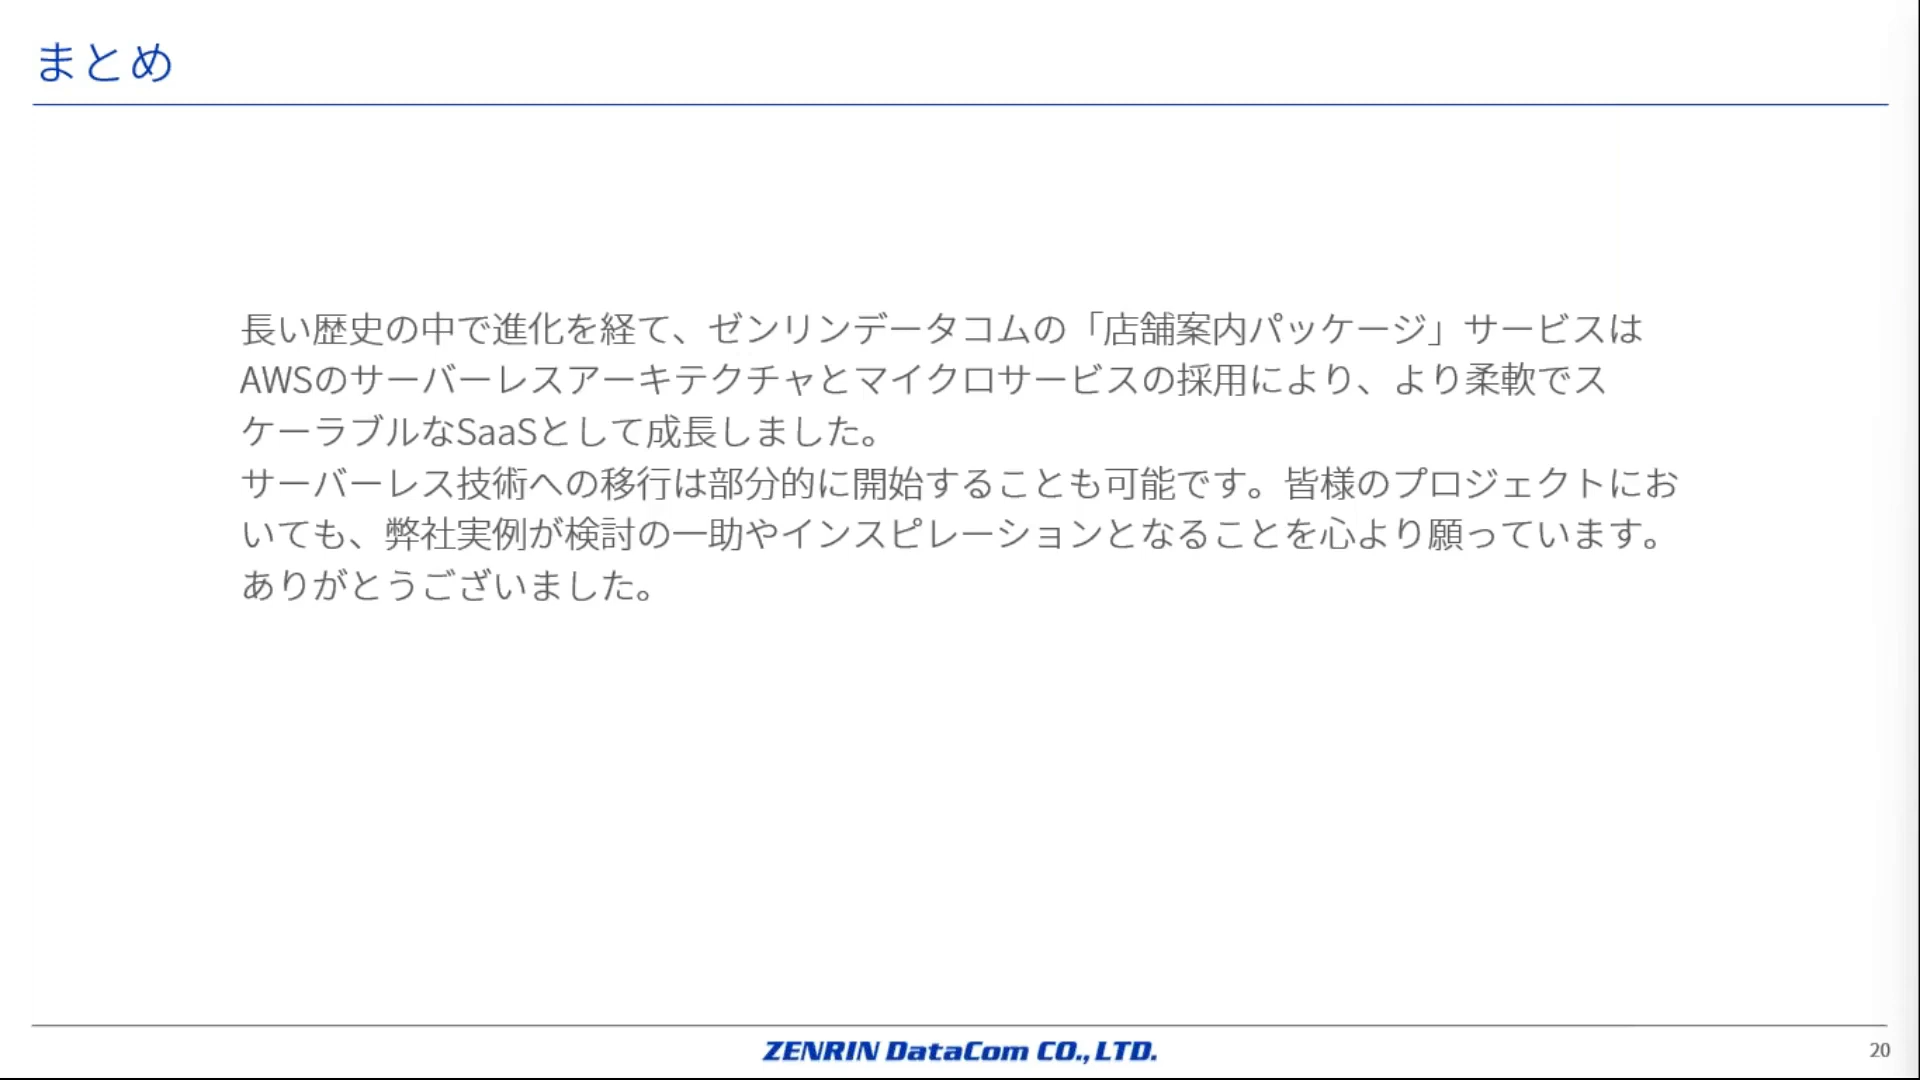 まとめ
長い歴史の中で進化を経て、ゼンリンデータコムの「店舗案内パッケージ」サービスは
AWSのサーバーレスアーキテクチャとマイクロサービスの採用により、より柔軟でス
ケーラブルなSaaSとして成長しました。
サーバーレス技術への移行は部分的に開始することも可能です。皆様のプロジェクトにお
いても、弊社実例が検討の一助やインスピレーションとなることを心より願っています。
ありがとうございました。
ZENRIN DataCom CO., LTD.
20